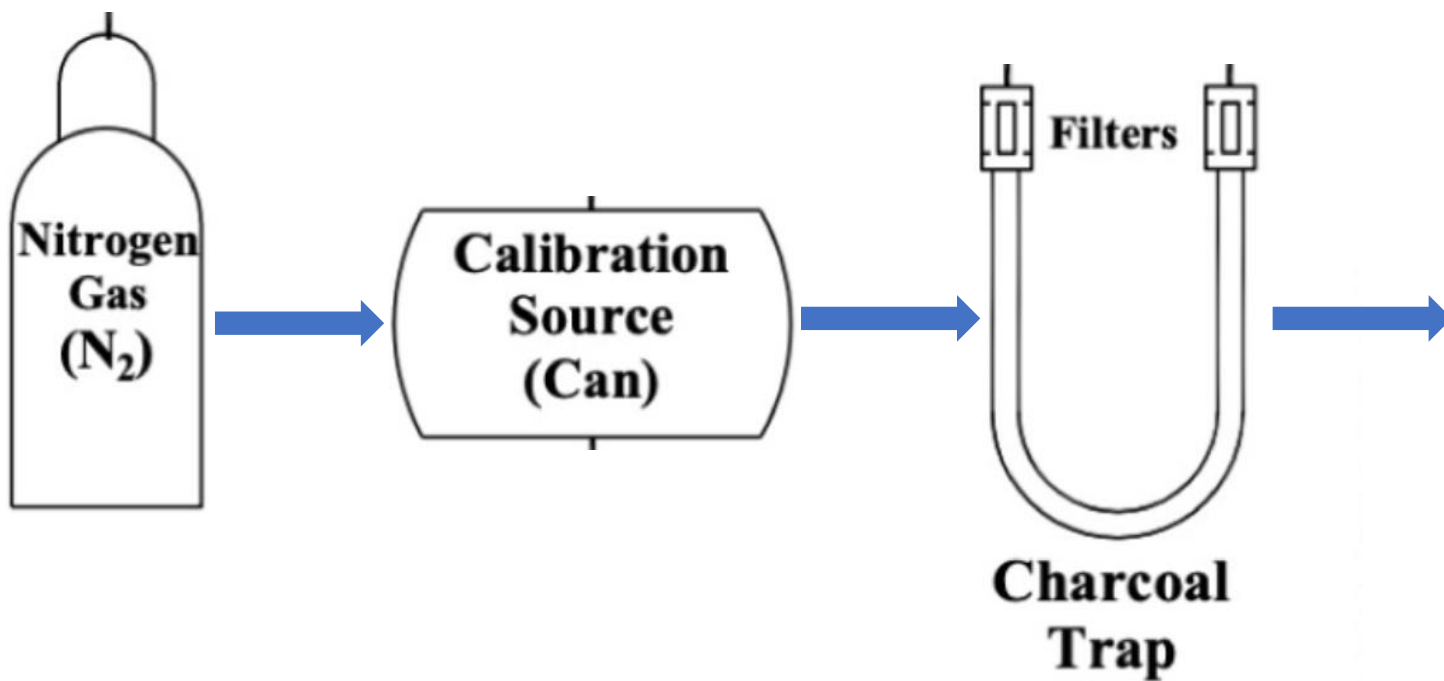 Nitrogen
Gas
(N₂)
Calibration
Source
(Can)
Filters
Charcoal
Trap